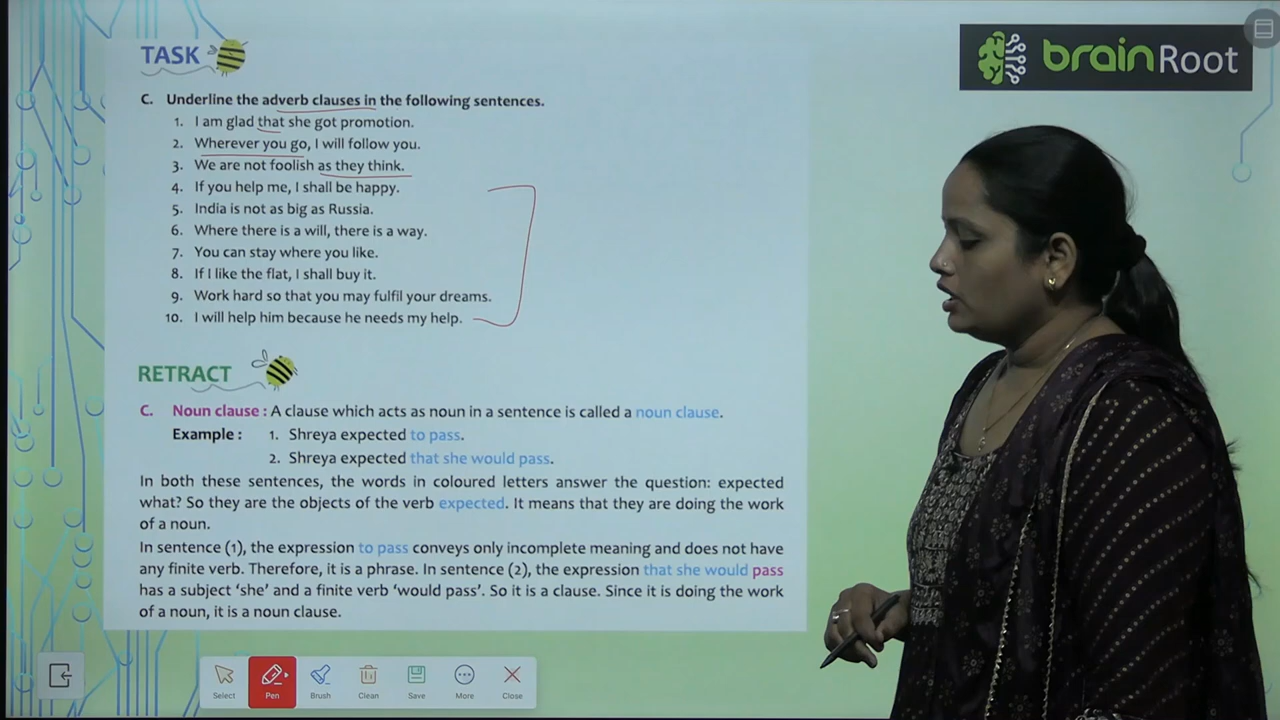 TASK
brainRoot
C. Underline the adverb clauses in the following sentences.
1. I am glad that she got promotion.
2. Wherever you go, I will follow you.
3. We are not foolish as they think.
4. If you help me, I shall be happy.
5. India is not as big as Russia.
6. Where there is a will, there is a way.
7. You can stay where you like.
8. If I like the flat, I shall buy it.
9. Work hard so that you may fulfil your dreams.
10. I will help him because he needs my help.
RETRACT
C. Noun clause : A clause which acts as noun in a sentence is called a noun clause.
Example : 1. Shreya expected to pass.
2. Shreya expected that she would pass.
In both these sentences, the words in coloured letters answer the question: expected
what? So they are the objects of the verb expected. It means that they are doing the work
of a noun.
In sentence (1), the expression to pass conveys only incomplete meaning and does not have
any finite verb. Therefore, it is a phrase. In sentence (2), the expression that she would pass
has a subject ‘she’ and a finite verb ‘would pass’. So it is a clause. Since it is doing the work
of a noun, it is a noun clause.
Select Pen Brush Clean Save More Close